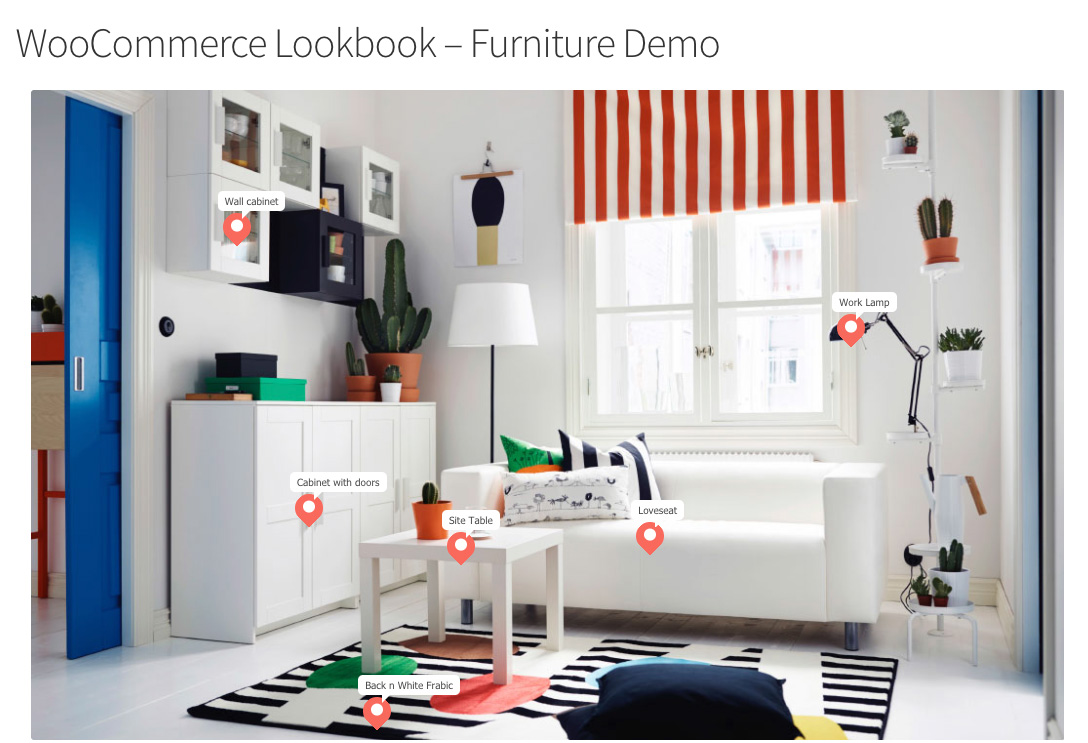 WooCommerce Lookbook – Furniture Demo
Wall cabinet
Work Lamp
Cabinet with doors
Loveseat
Site Table
Back n White Frabic